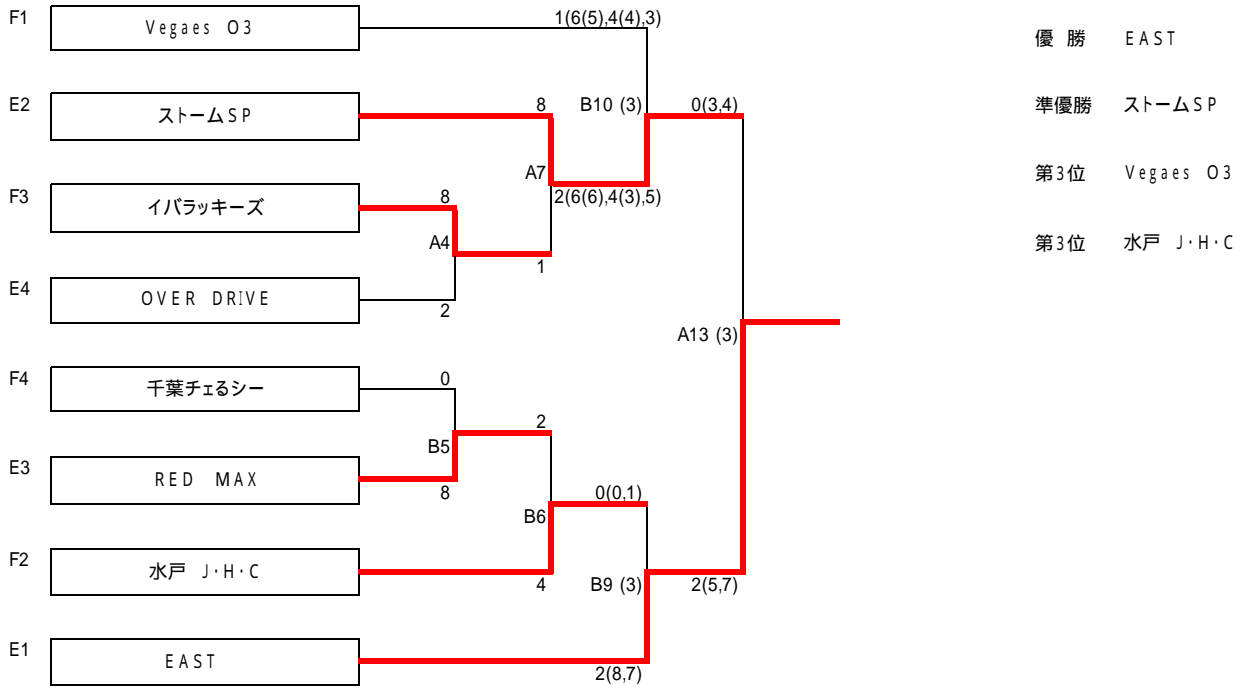 F1
Vegaes O3
1(6(5),4(4),3)
優 勝 EAST
E2
ストームSP
8
B10 (3)
0(3,4)
準優勝 ストームSP
A7
2(6(6),4(3),5)
第3位 Vegaes O3
F3
イバラッキーズ
8
A4
1
第3位 水戸 J・H・C
E4
OVER DRIVE
2
A13 (3)
F4
千葉チェるシー
0
B5
2
E3
RED MAX
8
B6
0(0,1)
F2
水戸 J・H・C
4
B9 (3)
2(5,7)
E1
EAST
2(8,7)